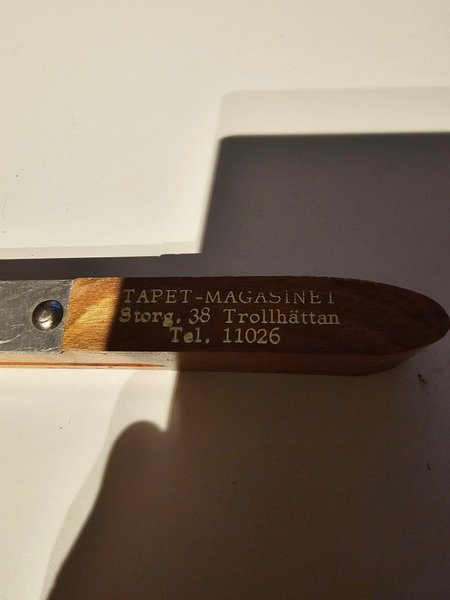 TAPET-MAGASINET
Storg. 38 Trollhättan
Tel. 11026